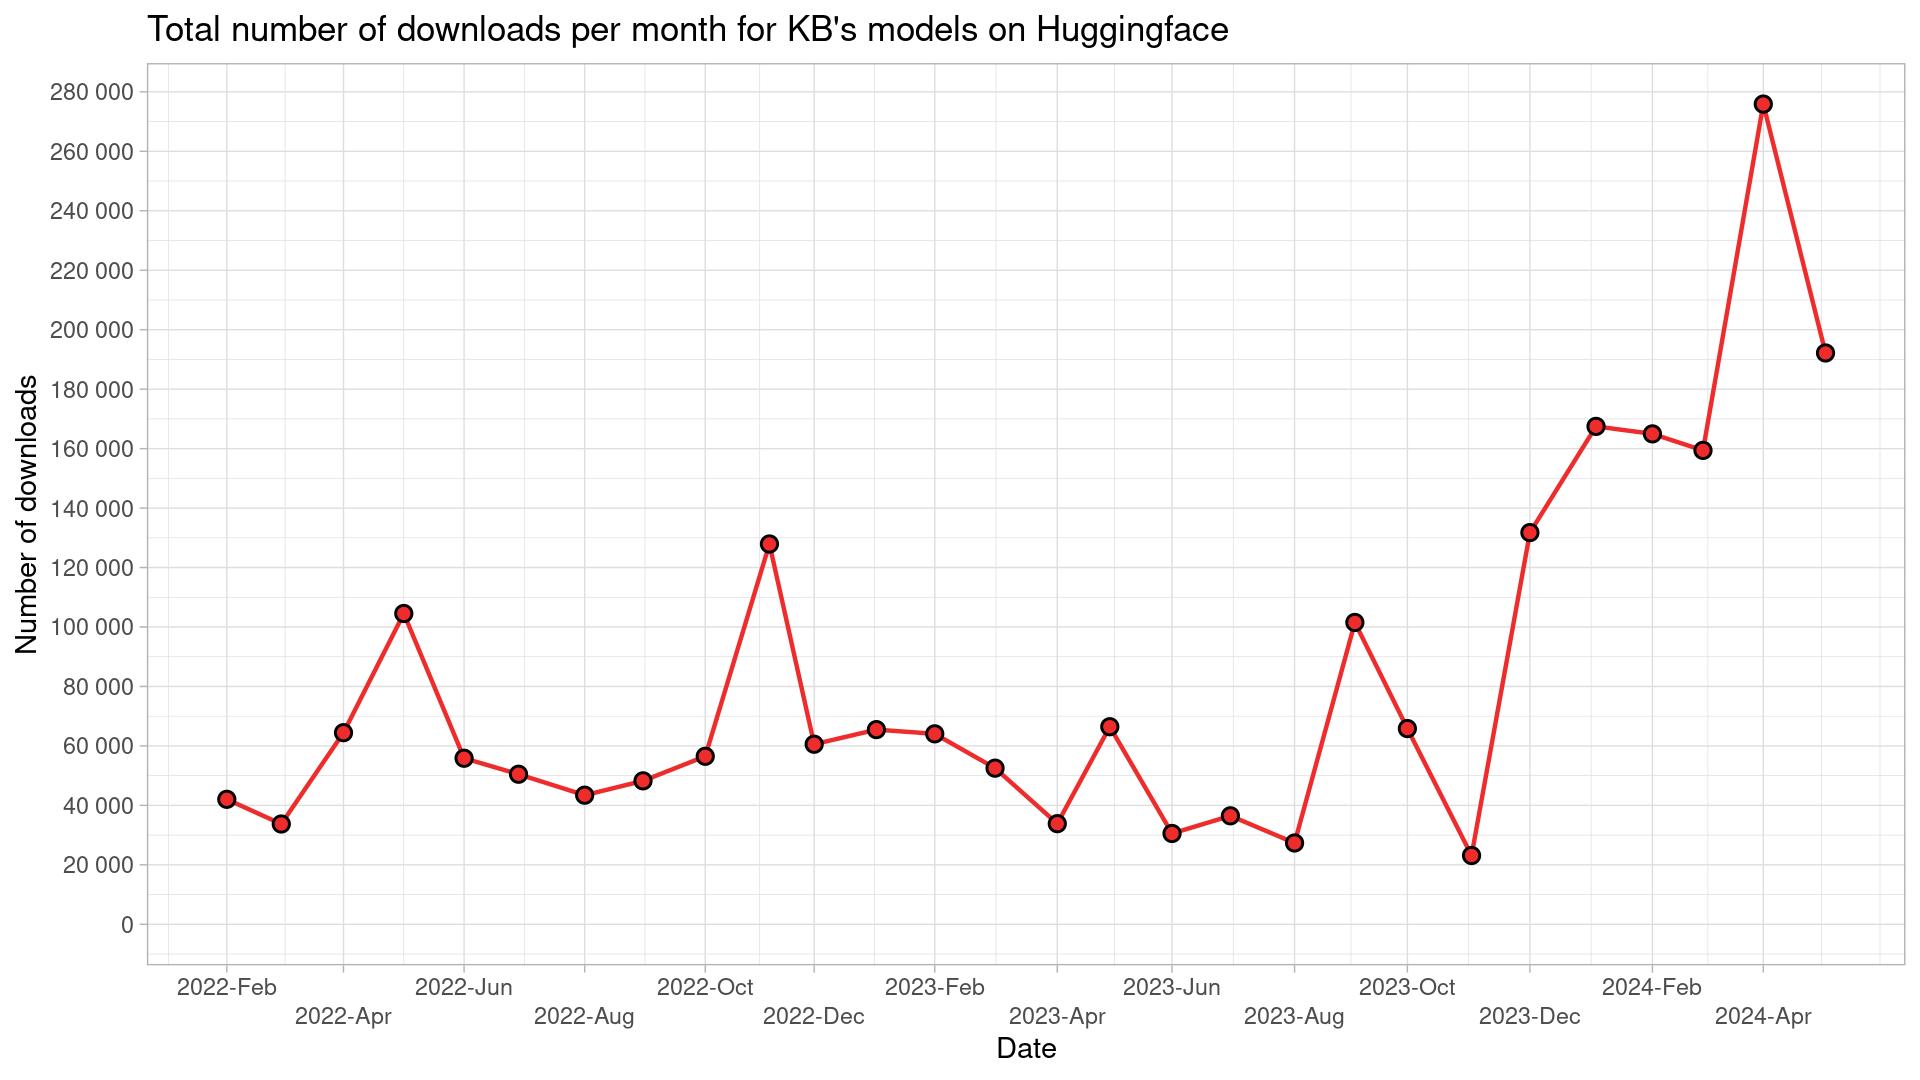 Total number of downloads per month for KB's models on Huggingface
Number of downloads
280 000
260 000
240 000
220 000
200 000
180 000
160 000
140 000
120 000
100 000
80 000
60 000
40 000
20 000
0
2022-Feb
2022-Apr
2022-Jun
2022-Aug
2022-Oct
2022-Dec
2023-Feb
2023-Apr
2023-Jun
2023-Aug
2023-Oct
2023-Dec
2024-Feb
2024-Apr
Date